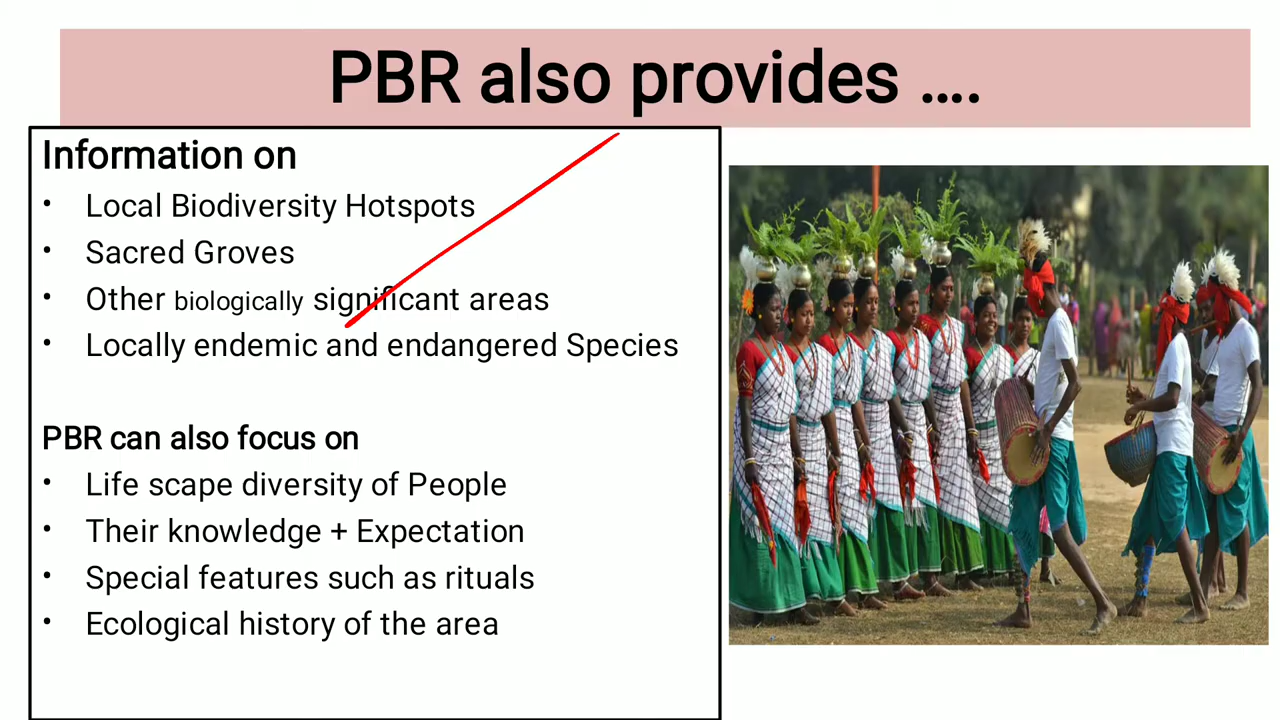 PBR also provides ....
Information on
• Local Biodiversity Hotspots
• Sacred Groves
• Other biologically significant areas
• Locally endemic and endangered Species
PBR can also focus on
• Life scape diversity of People
• Their knowledge + Expectation
• Special features such as rituals
• Ecological history of the area